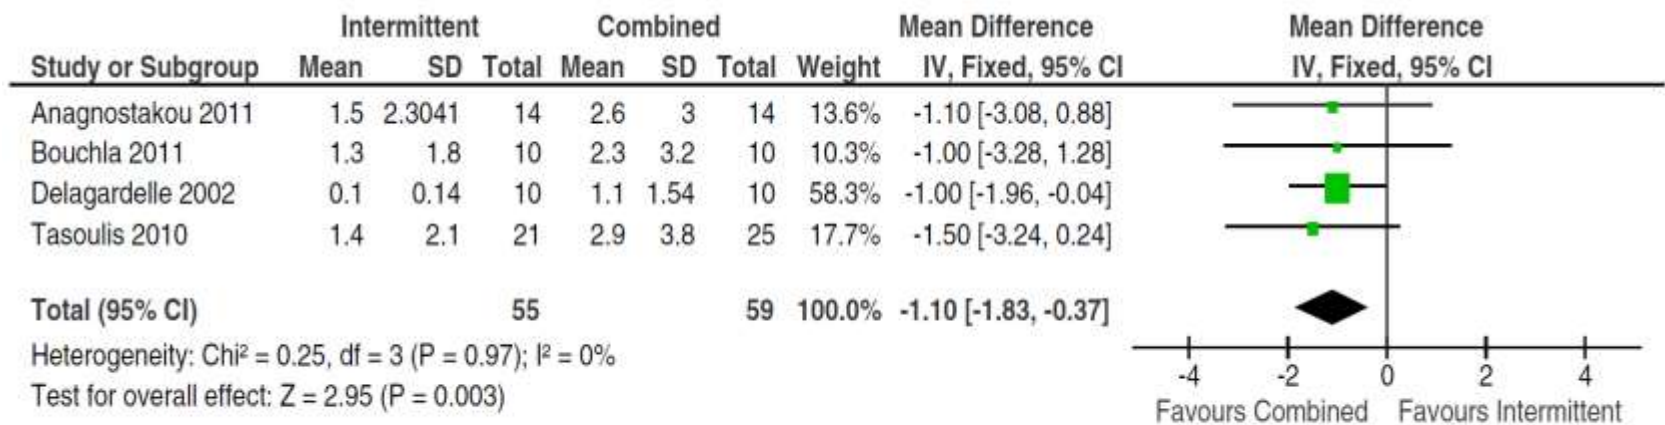 Intermittent Combined Mean Difference Mean Difference
Study or Subgroup Mean SD Total Mean SD Total Weight IV, Fixed, 95% CI IV, Fixed, 95% CI
Anagnostakou 2011 1.5 2.3041 14 2.6 3 14 13.6% -1.10 [-3.08, 0.88]
Bouchla 2011 1.3 1.8 10 2.3 3.2 10 10.3% -1.00 [-3.28, 1.28]
Delagardelle 2002 0.1 0.14 10 1.1 1.54 10 58.3% -1.00 [-1.96, -0.04]
Tasoulis 2010 1.4 2.1 21 2.9 3.8 25 17.7% -1.50 [-3.24, 0.24]
Total (95% CI) 55 59 100.0% -1.10 [-1.83, -0.37]
Heterogeneity: Chi² = 0.25, df = 3 (P = 0.97); I² = 0%
Test for overall effect: Z = 2.95 (P = 0.003)
-4 -2 0 2 4
Favours Combined Favours Intermittent